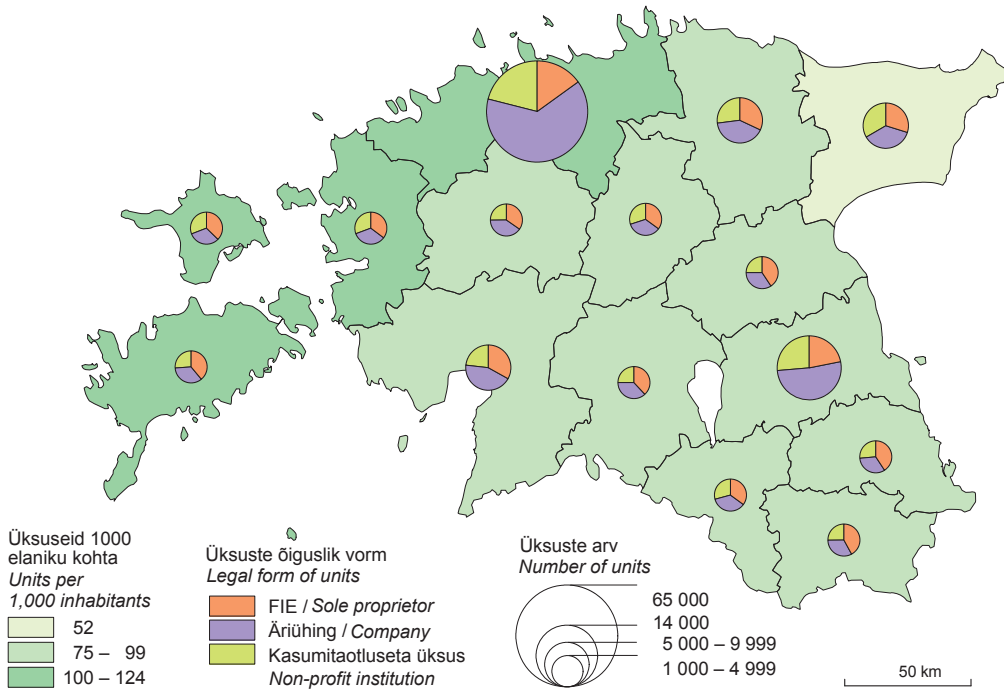 Üksuseid 1000
elaniku kohta
Units per
1,000 inhabitants
52
75 – 99
100 – 124
Üksuste õiguslik vorm
Legal form of units
FIE / Sole proprietor
Äriühing / Company
Kasumitaotluseta üksus
Non-profit institution
Üksuste arv
Number of units
65 000
14 000
5 000 – 9 999
1 000 – 4 999
50 km